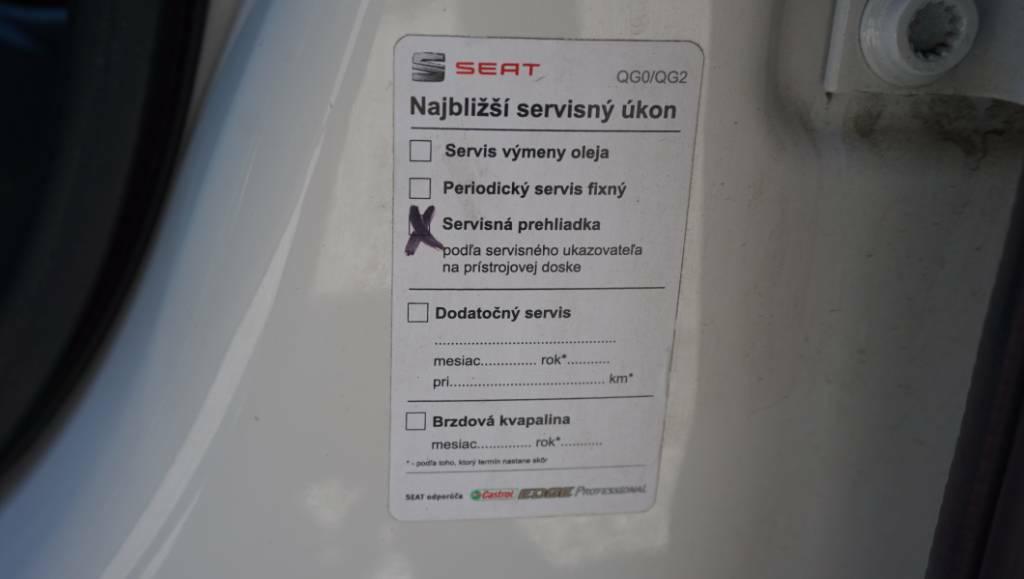 SEAT
QG0/QG2
Najbližší servisný úkon
Servis výmeny oleja
Periodický servis fixný
X Servisná prehliadka
podľa servisného ukazovateľa
na prístrojovej doske
Dodatočný servis
..........................................
mesiac.............. rok*...........
pri....................................... km*
Brzdová kvapalina
mesiac.............. rok*...........
* - podľa toho, ktorý termín nastane skôr
SEAT odporúča Castrol EDGE PROFESSIONAL